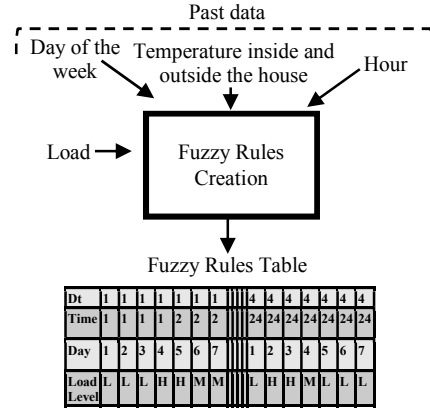 Past data
Day of the week
Temperature inside and outside the house
Hour
Load
Fuzzy Rules Creation
Fuzzy Rules Table
Dt 1 1 1 1 1 1 1 4 4 4 4 4 4 4
Time 1 1 1 1 2 2 2 24 24 24 24 24 24 24
Day 1 2 3 4 5 6 7 1 2 3 4 5 6 7
Load Level L L L H H M M L H H M L L L